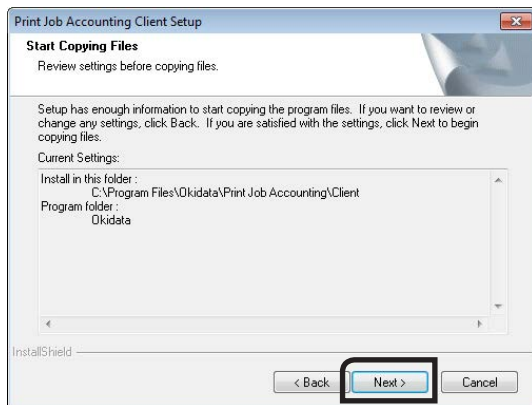 Print Job Accounting Client Setup
Start Copying Files
Review settings before copying files.
Setup has enough information to start copying the program files. If you want to review or
change any settings, click Back. If you are satisfied with the settings, click Next to begin
copying files.
Current Settings:
Install in this folder :
C:\Program Files\Okidata\Print Job Accounting\Client
Program folder :
Okidata
InstallShield
< Back Next > Cancel